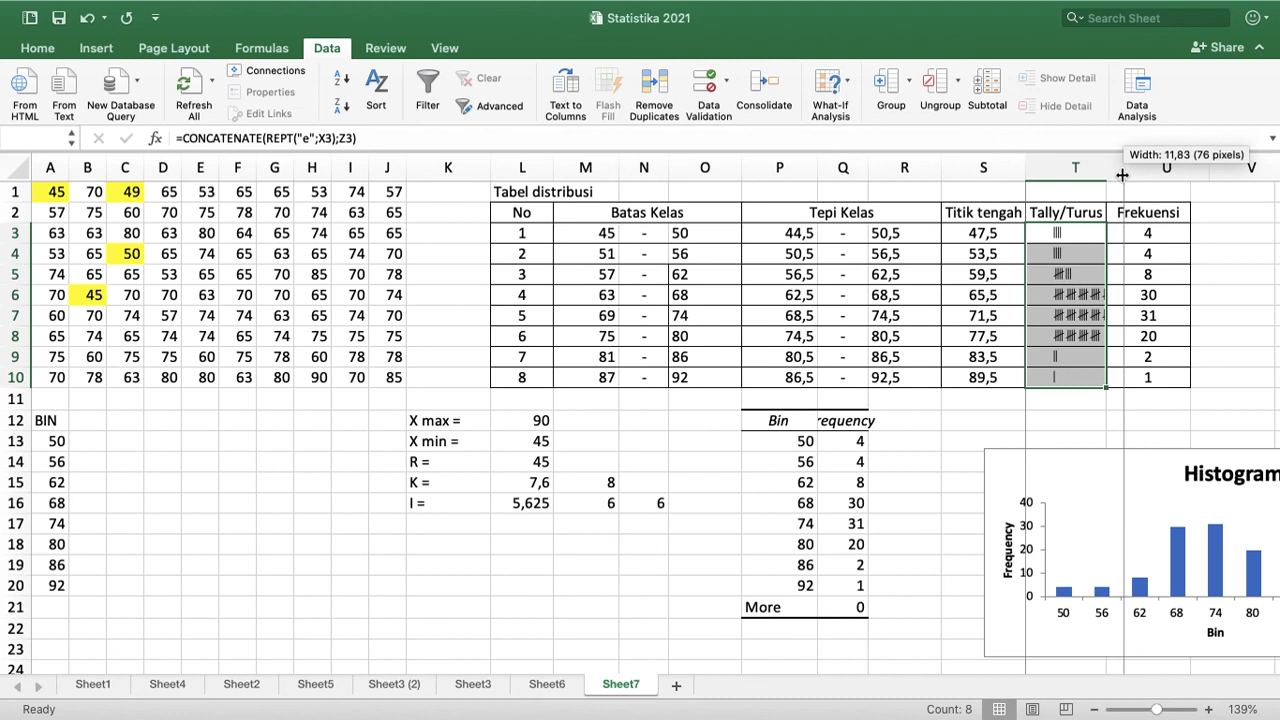 Statistika 2021
Search Sheet
Home Insert Page Layout Formulas Data Review View
Share
From HTML
From Text
New Database Query
Refresh All
Connections
Properties
Edit Links
Sort
Filter
Clear
Advanced
Text to Columns
Flash Fill
Remove Duplicates
Data Validation
Consolidate
What-If Analysis
Group
Ungroup
Subtotal
Show Detail
Hide Detail
Data Analysis
fx =CONCATENATE(REPT("e";X3);Z3)
Width: 11,83 (76 pixels)
A B C D E F G H I J K L M N O P Q R S T U V
1 45 70 49 65 53 65 65 53 74 57 Tabel distribusi
2 57 75 60 70 75 78 70 74 63 65 No Batas Kelas Tepi Kelas Titik tengah Tally/Turus Frekuensi
3 63 63 80 63 80 64 65 74 65 65 1 45 - 50 44,5 - 50,5 47,5 4
4 53 65 50 65 74 65 63 65 74 70 2 51 - 56 50,5 - 56,5 53,5 4
5 74 65 65 53 65 65 70 85 70 78 3 57 - 62 56,5 - 62,5 59,5 8
6 70 45 70 70 63 70 70 65 70 74 4 63 - 68 62,5 - 68,5 65,5 30
7 60 70 74 57 74 74 63 65 74 70 5 69 - 74 68,5 - 74,5 71,5 31
8 65 74 65 74 74 65 74 75 75 75 6 75 - 80 74,5 - 80,5 77,5 20
9 75 60 75 75 60 75 78 60 78 78 7 81 - 86 80,5 - 86,5 83,5 2
10 70 78 63 80 80 63 80 90 70 85 8 87 - 92 86,5 - 92,5 89,5 1
11
12 BIN X max = 90 Bin requency
13 50 X min = 45 50 4
14 56 R = 45 56 4
15 62 K = 7,6 8 62 8
16 68 I = 5,625 6 6 68 30
17 74 74 31
18 80 80 20
19 86 86 2
20 92 92 1
21 More 0
22
23
24
Histogram
Frequency
40
30
20
10
0
50 56 62 68 74 80
Bin
Sheet1 Sheet4 Sheet2 Sheet5 Sheet3 (2) Sheet3 Sheet6 Sheet7
Ready Count: 8 139%